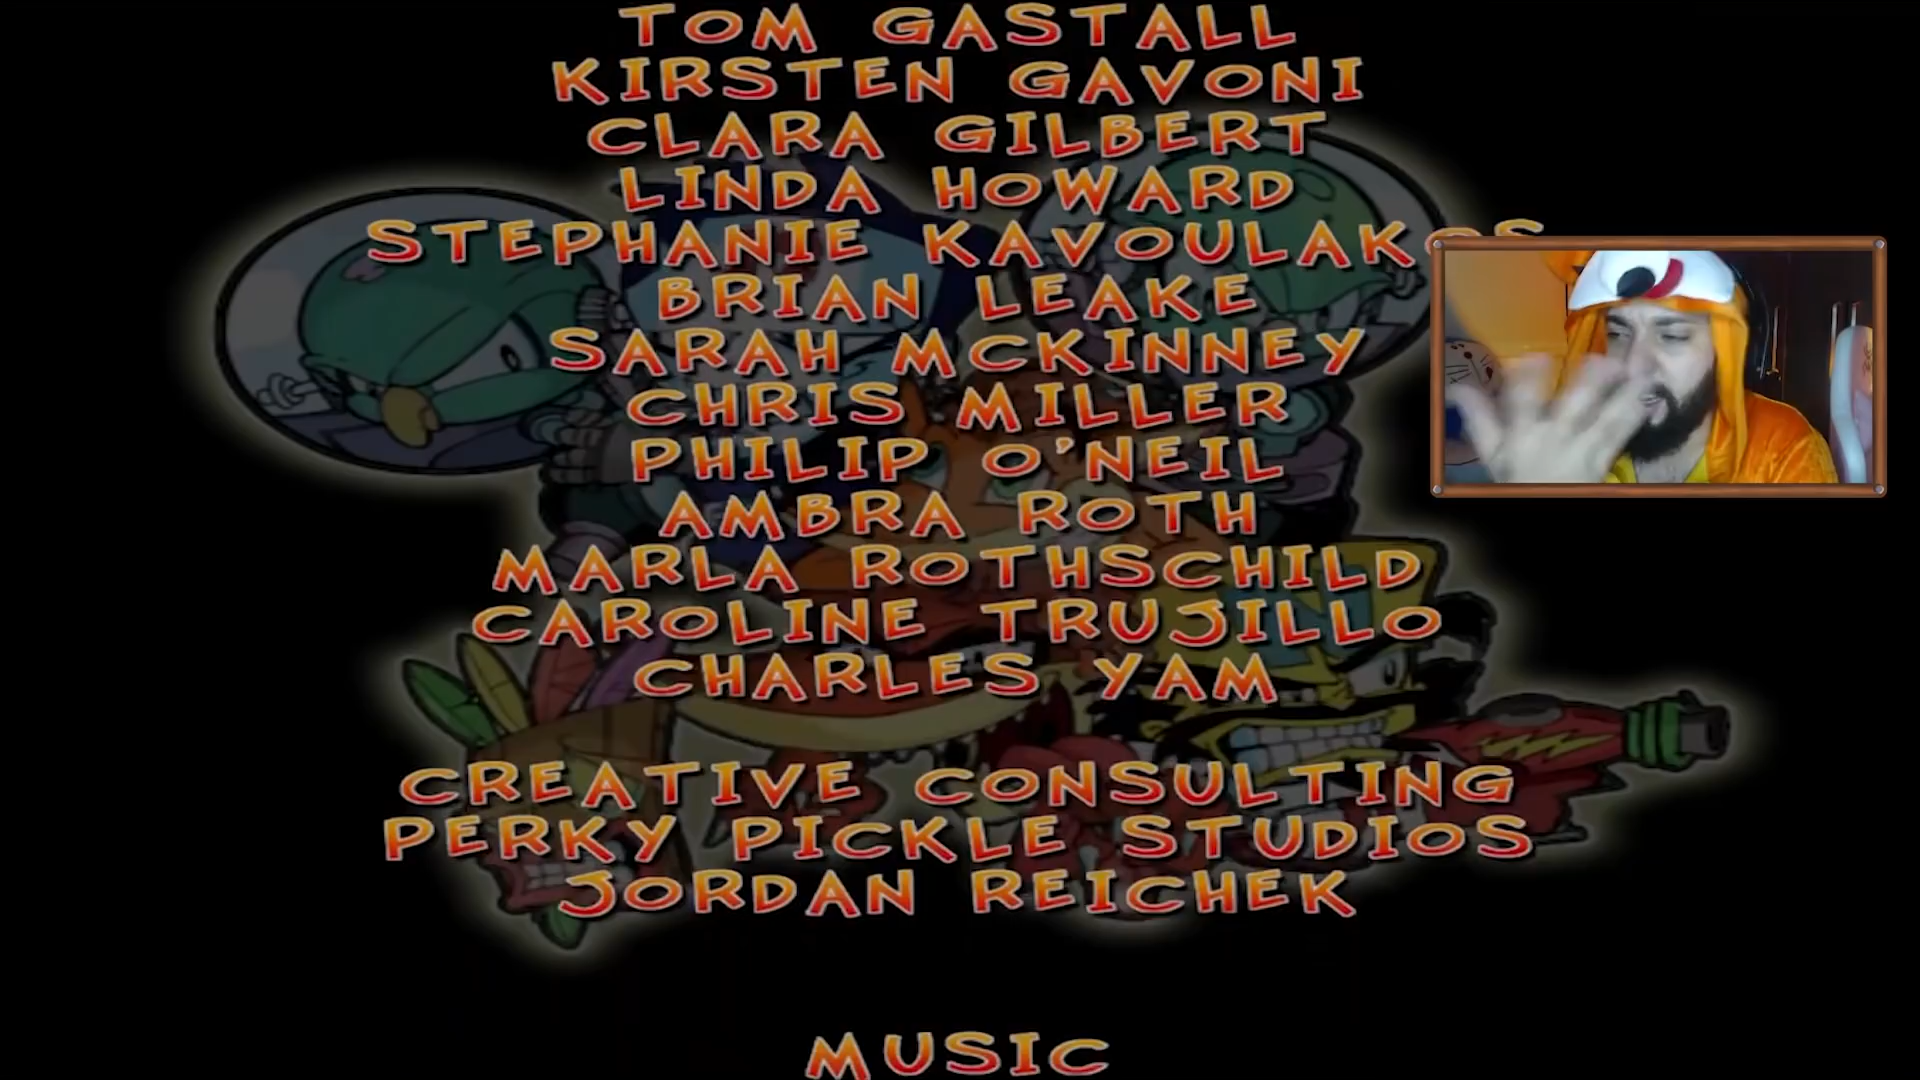 TOM GASTALL
KIRSTEN GAVONI
CLARA GILBERT
LINDA HOWARD
STEPHANIE KAVOULAKOS
BRIAN LEAKE
SARAH MCKINNEY
CHRIS MILLER
PHILIP O'NEIL
AMBRA ROTH
MARLA ROTHSCHILD
CAROLINE TRUJILLO
CHARLES YAM
CREATIVE CONSULTING
PERKY PICKLE STUDIOS
JORDAN REICHEK
MUSIC